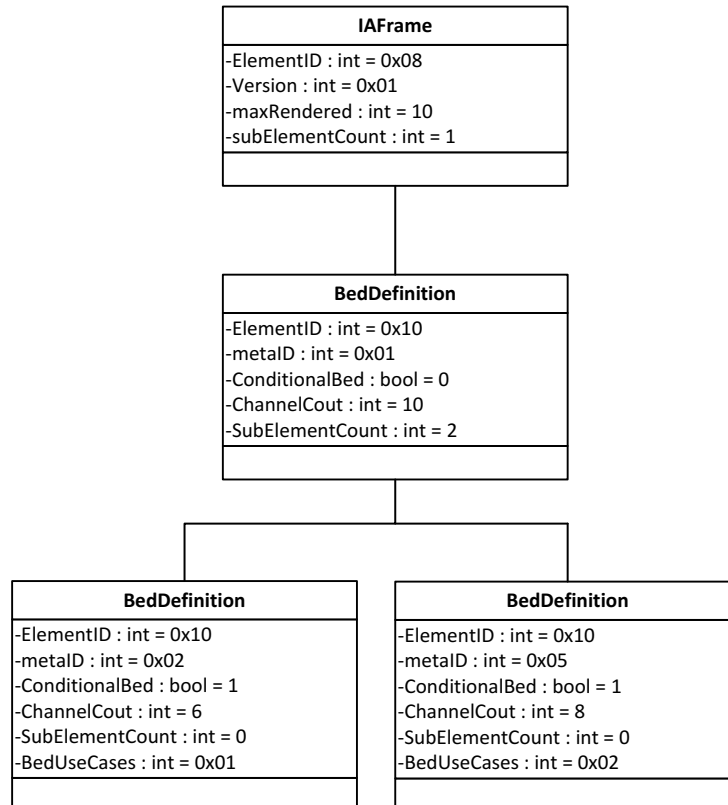 IAFrame
-ElementID : int = 0x08
-Version : int = 0x01
-maxRendered : int = 10
-subElementCount : int = 1
BedDefinition
-ElementID : int = 0x10
-metaID : int = 0x01
-ConditionalBed : bool = 0
-ChannelCout : int = 10
-SubElementCount : int = 2
BedDefinition
-ElementID : int = 0x10
-metaID : int = 0x02
-ConditionalBed : bool = 1
-ChannelCout : int = 6
-SubElementCount : int = 0
-BedUseCases : int = 0x01
BedDefinition
-ElementID : int = 0x10
-metaID : int = 0x05
-ConditionalBed : bool = 1
-ChannelCout : int = 8
-SubElementCount : int = 0
-BedUseCases : int = 0x02